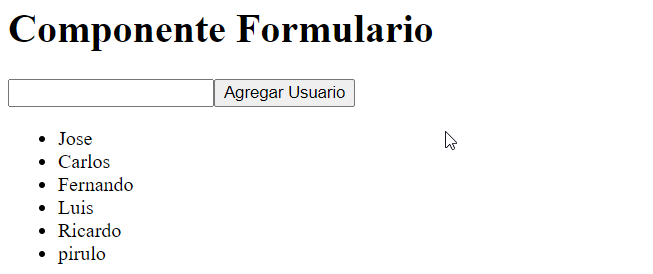 Componente Formulario
Agregar Usuario
Jose
Carlos
Fernando
Luis
Ricardo
pirulo